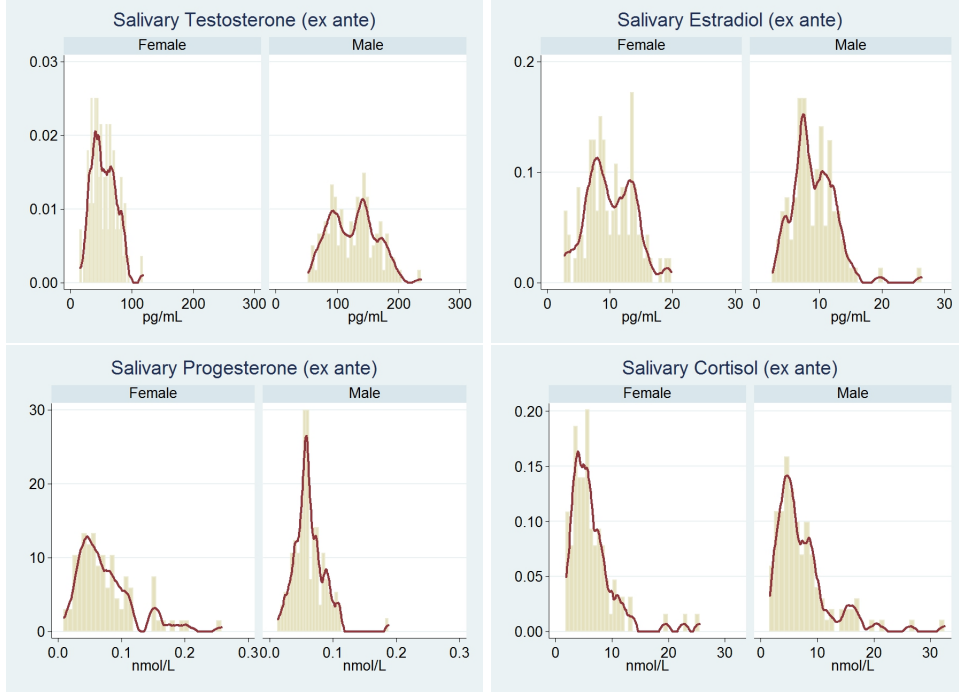 Salivary Testosterone (ex ante)
Female Male
0.03
0.02
0.01
0.00
0 100 200 300 0 100 200 300
pg/mL pg/mL
Salivary Estradiol (ex ante)
Female Male
0.2
0.1
0.0
0 10 20 30 0 10 20 30
pg/mL pg/mL
Salivary Progesterone (ex ante)
Female Male
30
20
10
0
0.0 0.1 0.2 0.3 0.0 0.1 0.2 0.3
nmol/L nmol/L
Salivary Cortisol (ex ante)
Female Male
0.20
0.15
0.10
0.05
0.00
0 10 20 30 0 10 20 30
nmol/L nmol/L